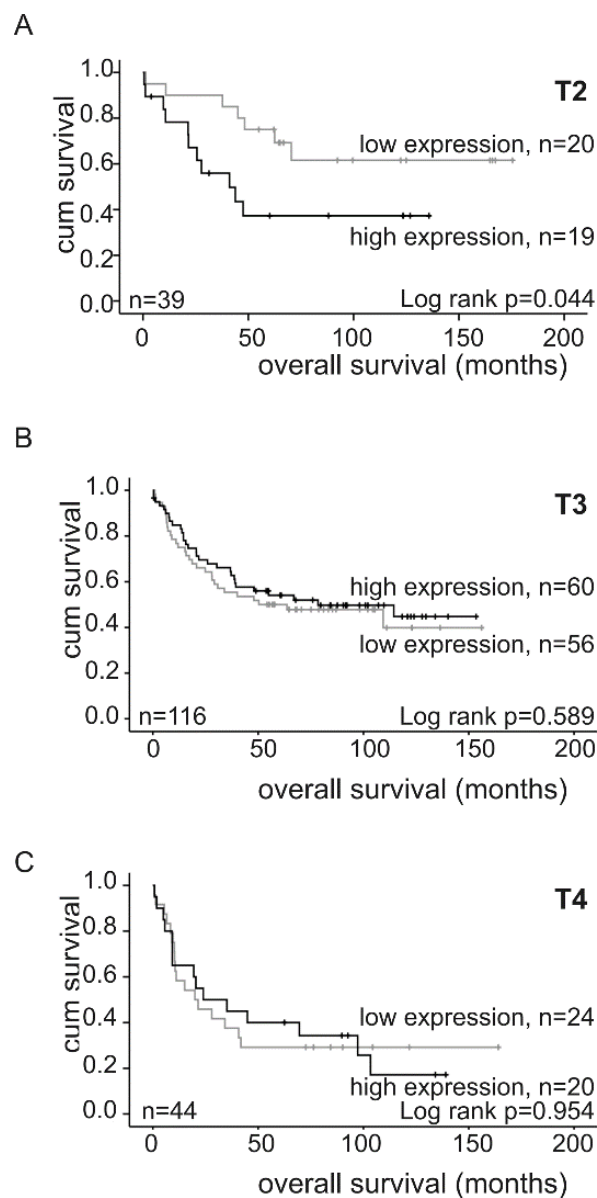 A
1.0
T2
0.8
low expression, n=20
0.6
cum survival
0.4
high expression, n=19
0.2
0.0
n=39
Log rank p=0.044
0 50 100 150 200
overall survival (months)
B
1.0
T3
0.8
cum survival
0.6
high expression, n=60
0.4
low expression, n=56
0.2
0.0
n=116
Log rank p=0.589
0 50 100 150 200
overall survival (months)
C
1.0
T4
0.8
cum survival
0.6
low expression, n=24
0.4
0.2
high expression, n=20
0.0
n=44
Log rank p=0.954
0 50 100 150 200
overall survival (months)